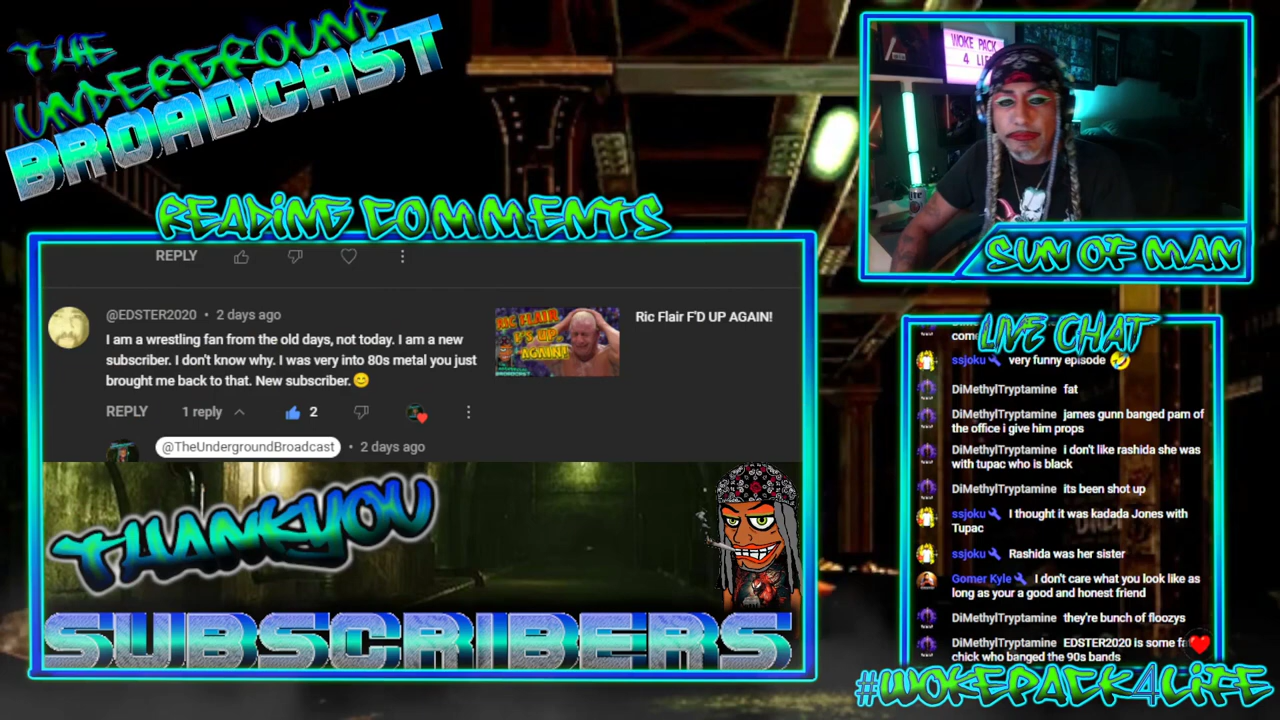 THE
UNDERGROUND
BROADCAST
WOKE PACK
4 LIFE
READING COMMENTS
SUN OF MAN
REPLY
@EDSTER2020 • 2 days ago
I am a wrestling fan from the old days, not today. I am a new
subscriber. I don't know why. I was very into 80s metal you just
brought me back to that. New subscriber.😊
RIC FLAIR
F'S UP
AGAIN!
Ric Flair F'D UP AGAIN!
REPLY 1 reply 2
@TheUndergroundBroadcast • 2 days ago
THANKYOU
SUBSCRIBERS
LIVE CHAT
ssjoku very funny episode 🤣
DiMethylTryptamine fat
DiMethylTryptamine james gunn banged pam of
the office i give him props
DiMethylTryptamine i don't like rashida she was
with tupac who is black
DiMethylTryptamine its been shot up
ssjoku I thought it was kadada Jones with
Tupac
ssjoku Rashida was her sister
Gomer Kyle I don't care what you look like as
long as your a good and honest friend
DiMethylTryptamine they're bunch of floozys
DiMethylTryptamine EDSTER2020 is some
chick who banged the 90s bands
#WOKEPACK4LIFE